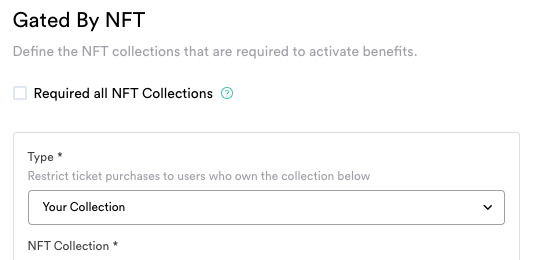 Gated By NFT
Define the NFT collections that are required to activate benefits.
Required all NFT Collections ?
Type *
Restrict ticket purchases to users who own the collection below
Your Collection
NFT Collection *